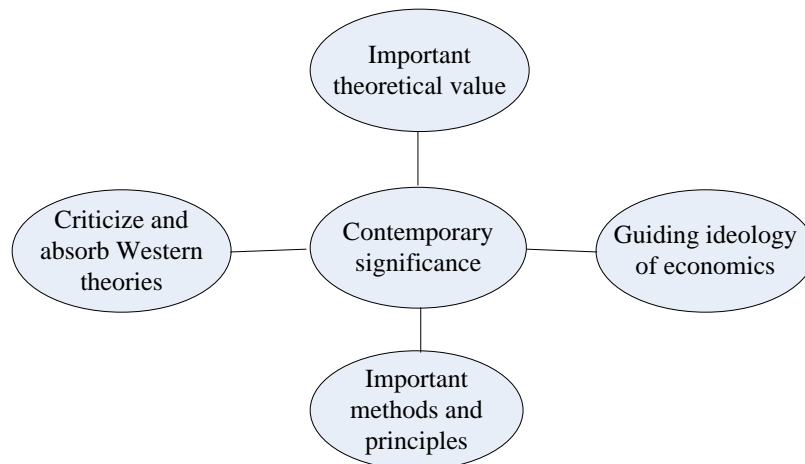 Important
theoretical value
Criticize and
absorb Western
theories
Contemporary
significance
Guiding ideology
of economics
Important
methods and
principles